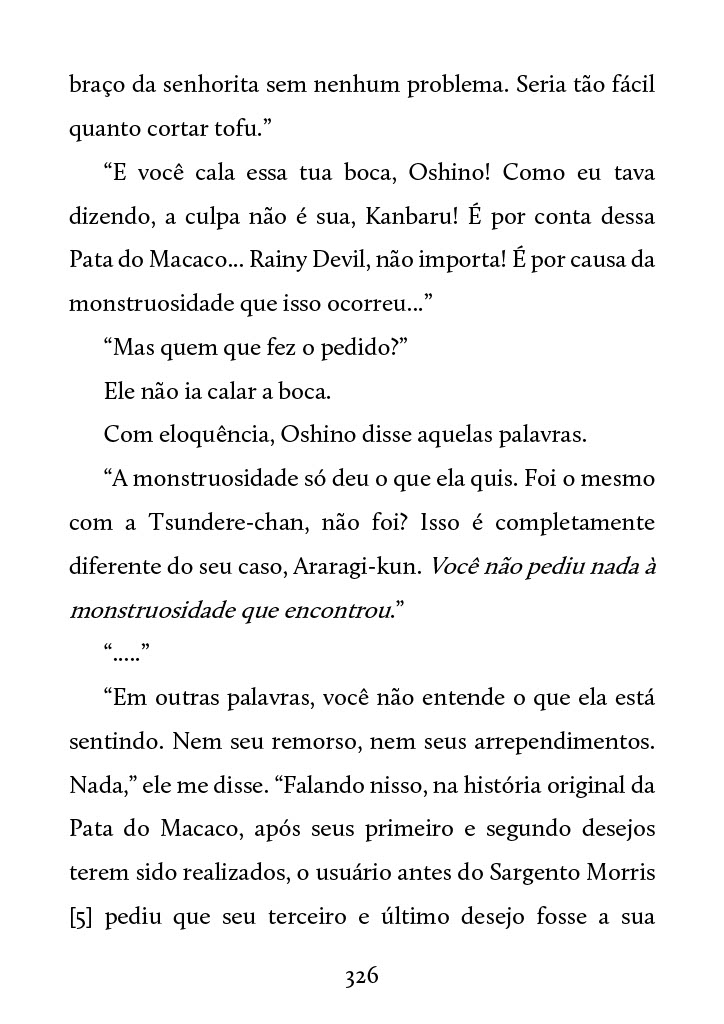 braço da senhorita sem nenhum problema. Seria tão fácil
quanto cortar tofu.”
“E você cala essa tua boca, Oshino! Como eu tava
dizendo, a culpa não é sua, Kanbaru! É por conta dessa
Pata do Macaco... Rainy Devil, não importa! É por causa da
monstruosidade que isso ocorreu...”
“Mas quem que fez o pedido?”
Ele não ia calar a boca.
Com eloquência, Oshino disse aquelas palavras.
“A monstruosidade só deu o que ela quis. Foi o mesmo
com a Tsundere-chan, não foi? Isso é completamente
diferente do seu caso, Araragi-kun. Você não pediu nada à
monstruosidade que encontrou.”
“.....”
“Em outras palavras, você não entende o que ela está
sentindo. Nem seu remorso, nem seus arrependimentos.
Nada,” ele me disse. “Falando nisso, na história original da
Pata do Macaco, após seus primeiro e segundo desejos
terem sido realizados, o usuário antes do Sargento Morris
[5] pediu que seu terceiro e último desejo fosse a sua
326